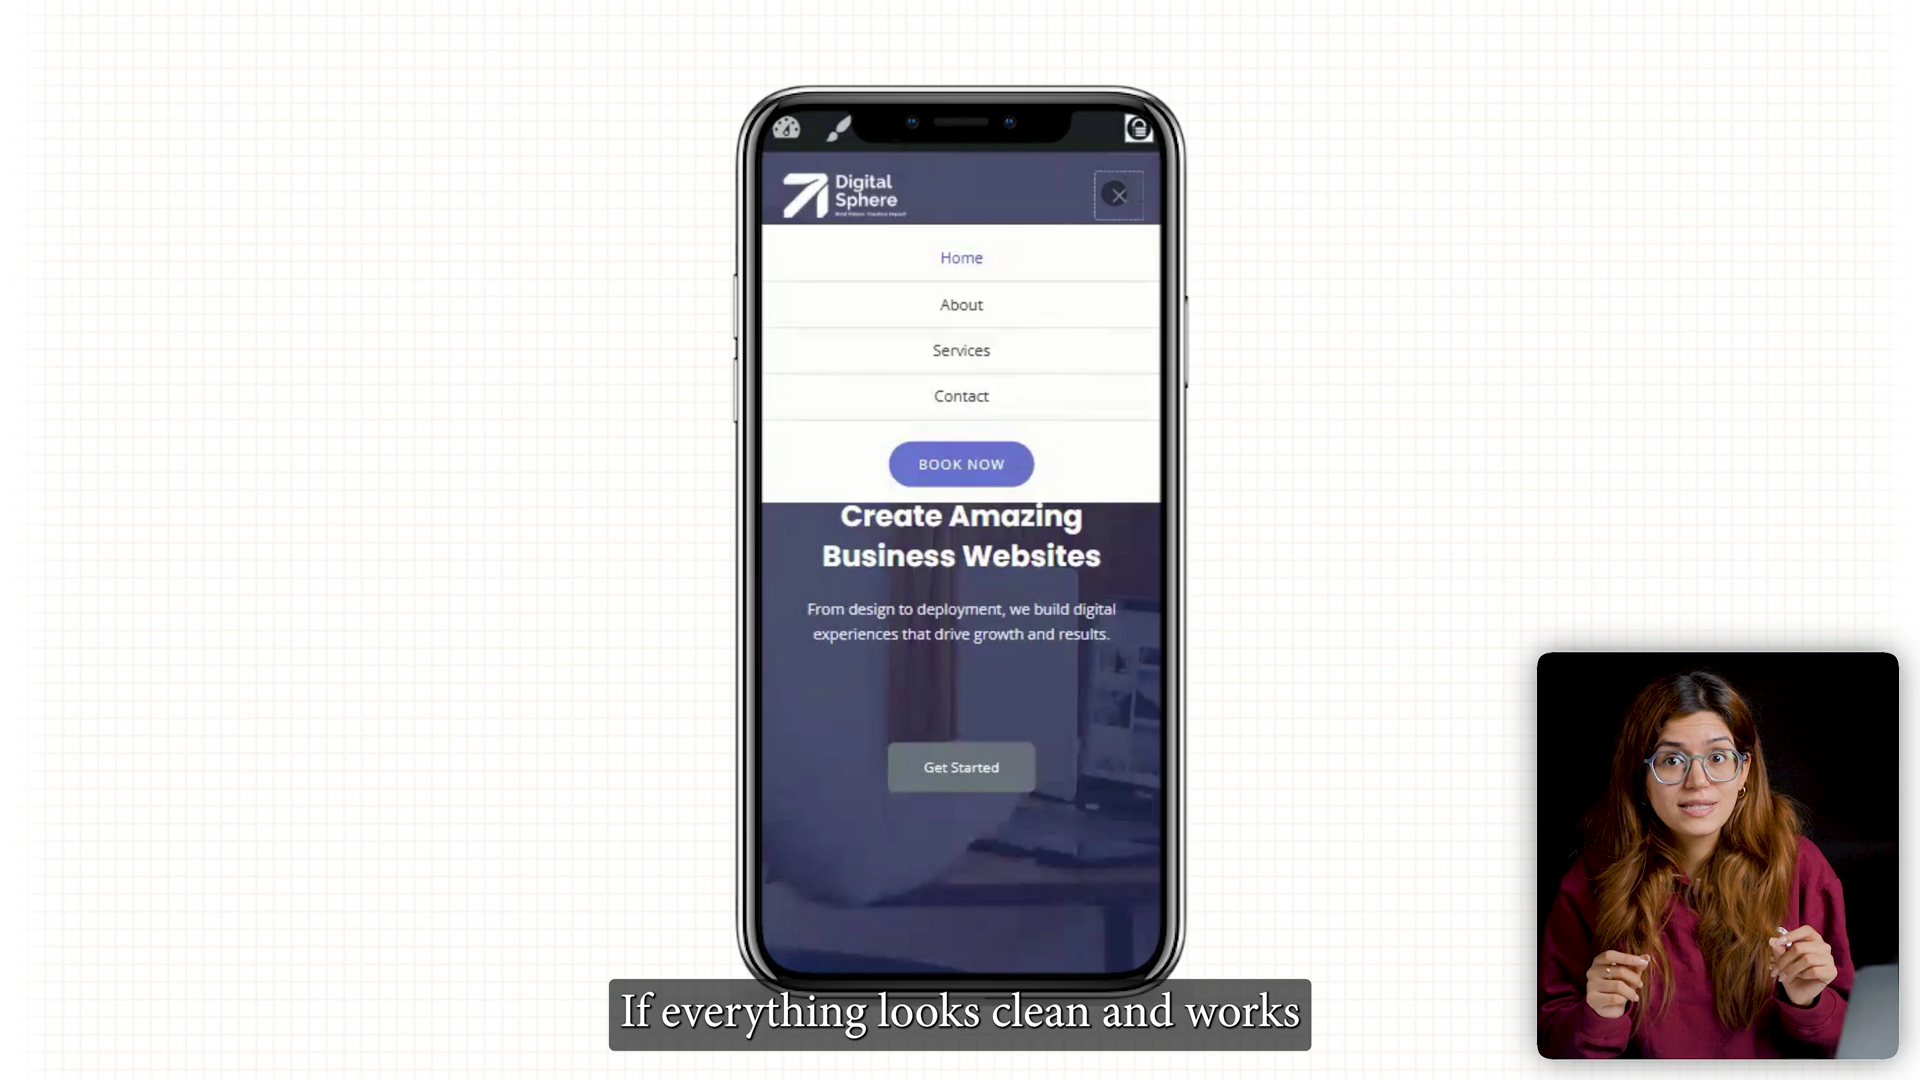 Digital
Sphere
Home
About
Services
Contact
BOOK NOW
Create Amazing
Business Websites
From design to deployment, we build digital
experiences that drive growth and results.
Get Started
If everything looks clean and works